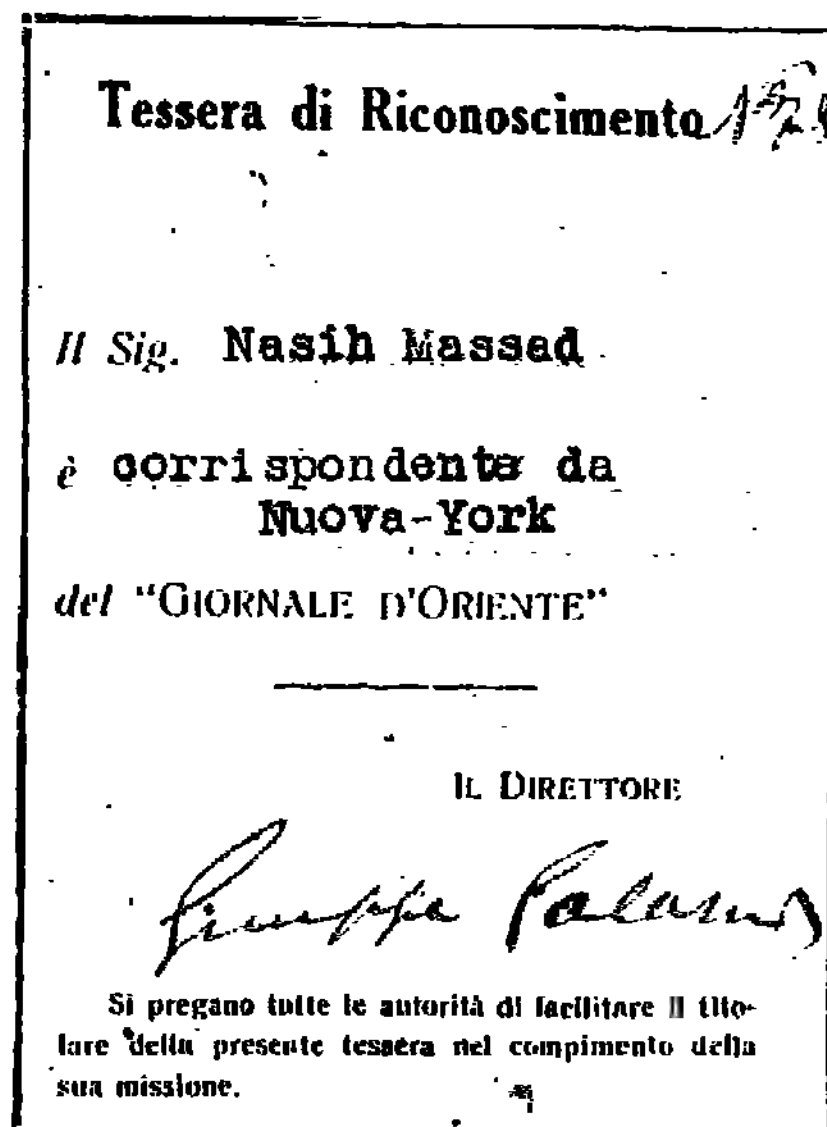 Tessera di Riconoscimento
Il Sig. Nasih Massad
è corrispondente da
Nuova-York
del "GIORNALE D'ORIENTE"
IL DIRETTORE
Giuseppe
Si pregano tutte le autorità di facilitare il tito-
lare della presente tessera nel compimento della
sua missione.